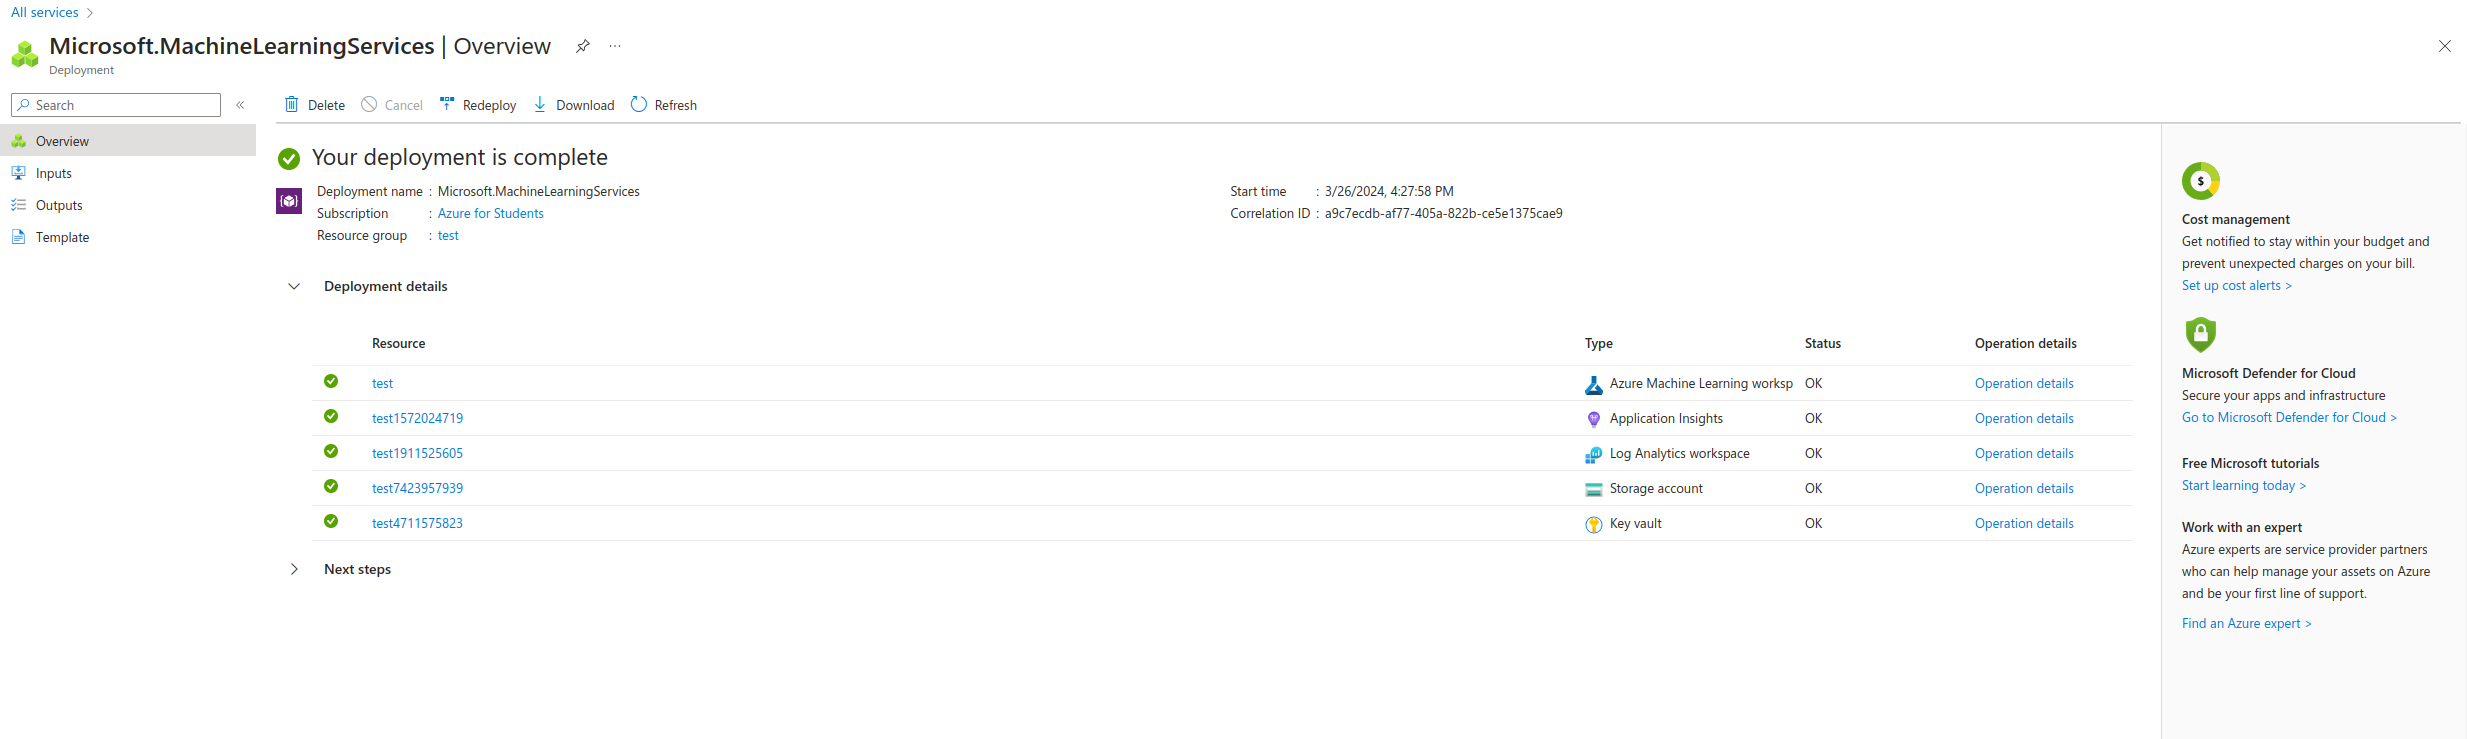 All services
Microsoft.MachineLearningServices | Overview
Deployment
Search
Delete
Cancel
Redeploy
Download
Refresh
Overview
Inputs
Outputs
Template
Your deployment is complete
Deployment name : Microsoft.MachineLearningServices
Subscription : Azure for Students
Resource group : test
Start time : 3/26/2024, 4:27:58 PM
Correlation ID : a9c7ecdb-af77-405a-822b-ce5e1375cae9
Deployment details
Resource Type Status Operation details
test Azure Machine Learning worksp OK Operation details
test1572024719 Application Insights OK Operation details
test1911525605 Log Analytics workspace OK Operation details
test7423957939 Storage account OK Operation details
test4711575823 Key vault OK Operation details
Next steps
$
Cost management
Get notified to stay within your budget and
prevent unexpected charges on your bill.
Set up cost alerts >
Microsoft Defender for Cloud
Secure your apps and infrastructure
Go to Microsoft Defender for Cloud >
Free Microsoft tutorials
Start learning today >
Work with an expert
Azure experts are service provider partners
who can help manage your assets on Azure
and be your first line of support.
Find an Azure expert >